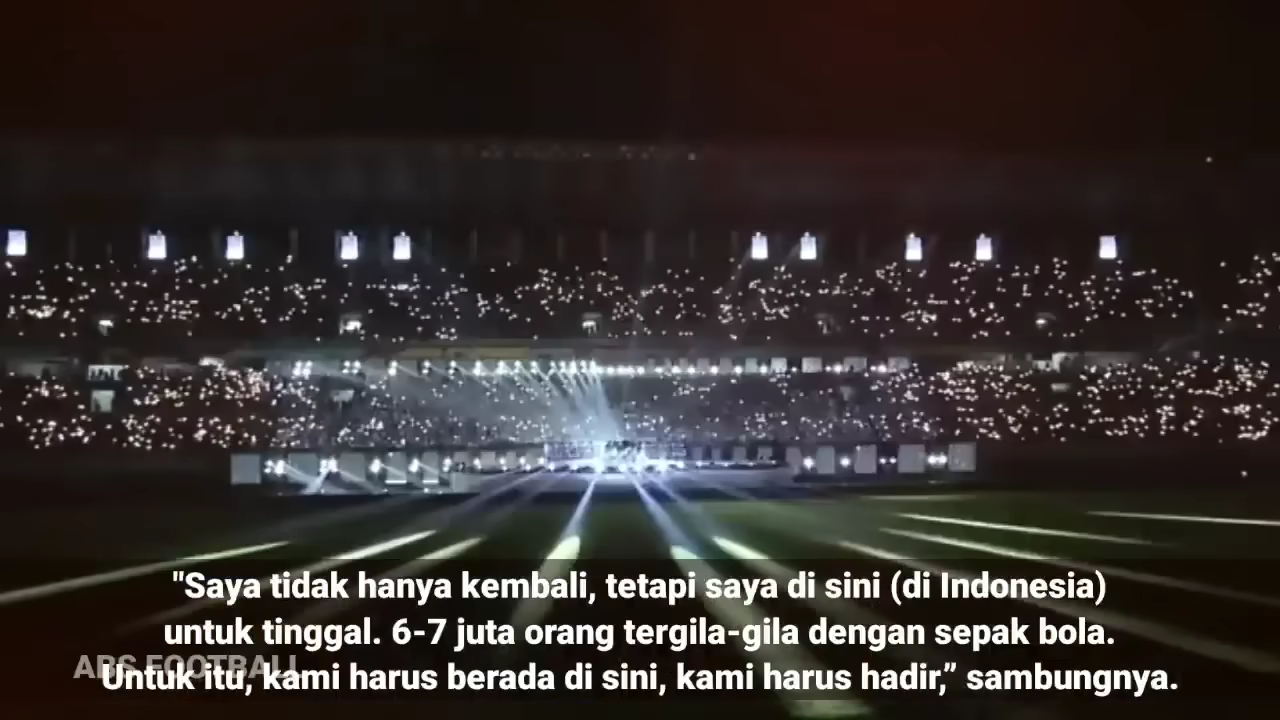 "Saya tidak hanya kembali, tetapi saya di sini (di Indonesia)
untuk tinggal. 6-7 juta orang tergila-gila dengan sepak bola.
Untuk itu, kami harus berada di sini, kami harus hadir,” sambungnya.
ABS FOOTBALL